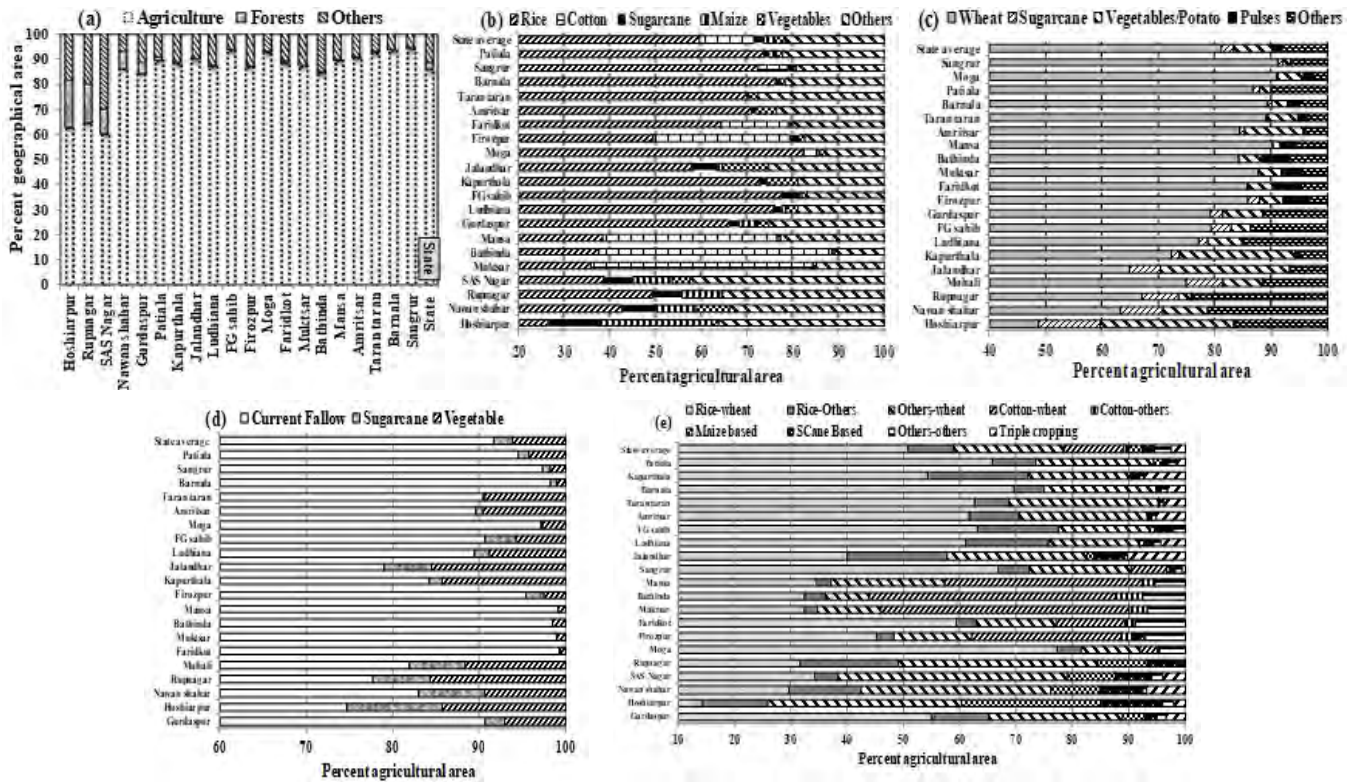 (a) Agriculture Forests Others
Percent geographical area
100
90
80
70
60
50
40
30
20
10
0
State
Hoshiarpur
Rupnagar
SAS Nagar
Nawanshahar
Gurdaspur
Patiala
Kapurthala
Jalandhar
Ludhiana
FG sahib
Firozpur
Moga
Faridkot
Muktsar
Bathinda
Mansa
Amritsar
Tarantaran
Barnala
Sangrur
State
(b) Rice Cotton Sugarcane Maize Vegetables Others
State average
Patiala
Sangrur
Barnala
Tarantaran
Amritsar
Faridkot
Firozpur
Moga
Jalandhar
Kapurthala
FG sahib
Ludhiana
Gurdaspur
Mansa
Bathinda
Muktsar
SAS Nagar
Rupnagar
Nawan shahar
Hoshiarpur
20 30 40 50 60 70 80 90 100
Percent agricultural area
(c) Wheat Sugarcane Vegetables/Potato Pulses Others
State average
Sangrur
Moga
Patiala
Barnala
Tarantaran
Amritsar
Mansa
Bathinda
Muktsar
Faridkot
Firozpur
Gurdaspur
FG sahib
Ludhiana
Kapurthala
Jalandhar
Mohali
Rupnagar
Nawan shahar
Hoshiarpur
40 50 60 70 80 90 100
Percent agricultural area
(d) Current Fallow Sugarcane Vegetable
State average
Patiala
Sangrur
Barnala
Tarantaran
Amritsar
Moga
FG sahib
Ludhiana
Jalandhar
Kapurthala
Firozpur
Mansa
Bathinda
Muktsar
Faridkot
Mohali
Rupnagar
Nawan shahar
Hoshiarpur
Gurdaspur
60 70 80 90 100
Percent agricultural area
(e) Rice-wheat Rice-Others Others-wheat Cotton-wheat Cotton-others
Maize based SCane Based Others-others Triple cropping
State average
Patiala
Kapurthala
Barnala
Tarantaran
Amritsar
FG sahib
Ludhiana
Jalandhar
Sangrur
Mansa
Bathinda
Muktsar
Faridkot
Firozpur
Moga
Rupnagar
SAS Nagar
Nawan shahar
Hoshiarpur
Gurdaspur
10 20 30 40 50 60 70 80 90 100
Percent agricultural area